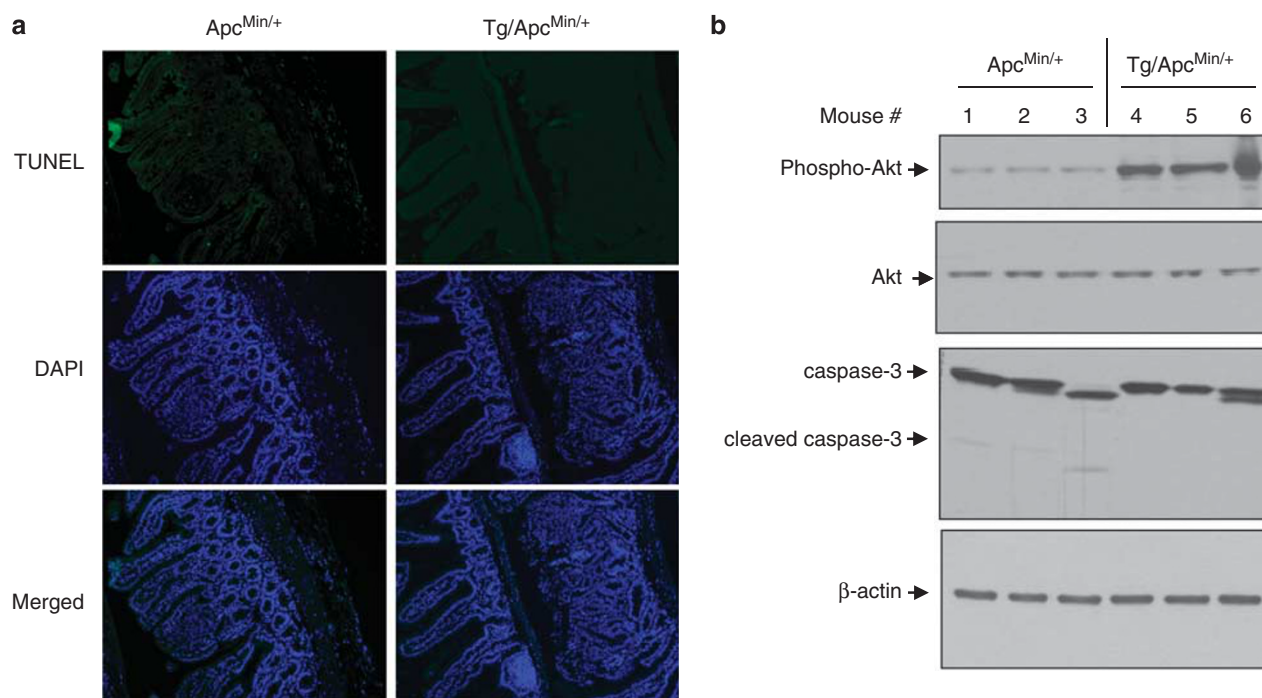 a
Apc^Min/+
Tg/Apc^Min/+
TUNEL
DAPI
Merged
b
Apc^Min/+
Tg/Apc^Min/+
Mouse # 1 2 3 4 5 6
Phospho-Akt
Akt
caspase-3
cleaved caspase-3
β-actin